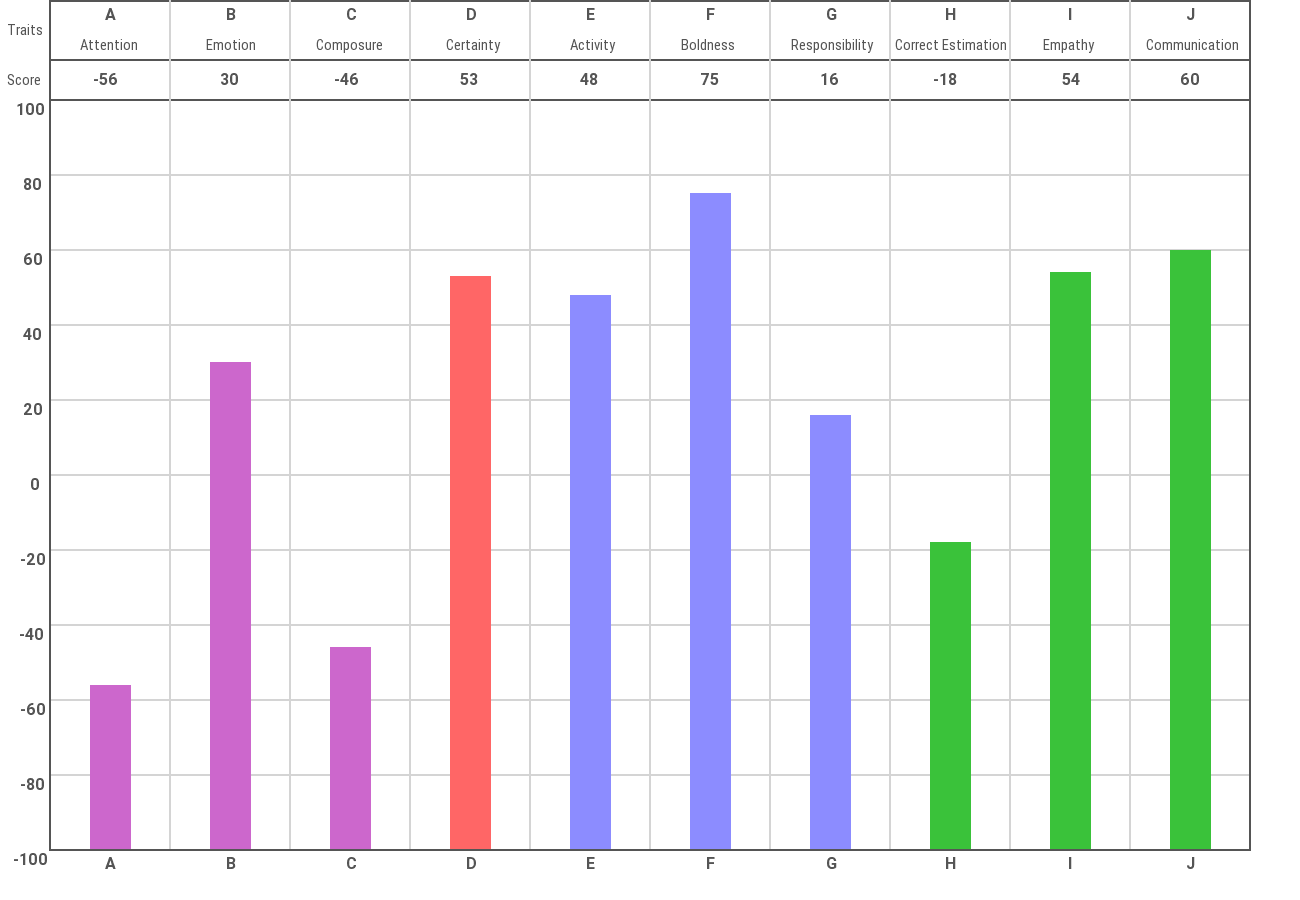 A B C D E F G H I J
Traits
Attention Emotion Composure Certainty Activity Boldness Responsibility Correct Estimation Empathy Communication
Score -56 30 -46 53 48 75 16 -18 54 60
100
80
60
40
20
0
-20
-40
-60
-80
-100
A B C D E F G H I J